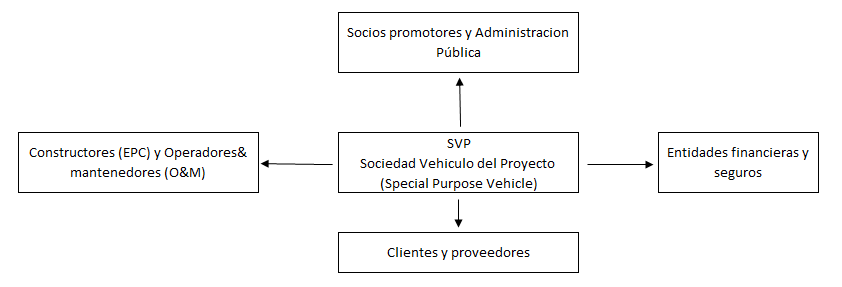 Socios promotores y Administracion
Pública
Constructores (EPC) y Operadores&
mantenedores (O&M)
SVP
Sociedad Vehiculo del Proyecto
(Special Purpose Vehicle)
Entidades financieras y
seguros
Clientes y proveedores